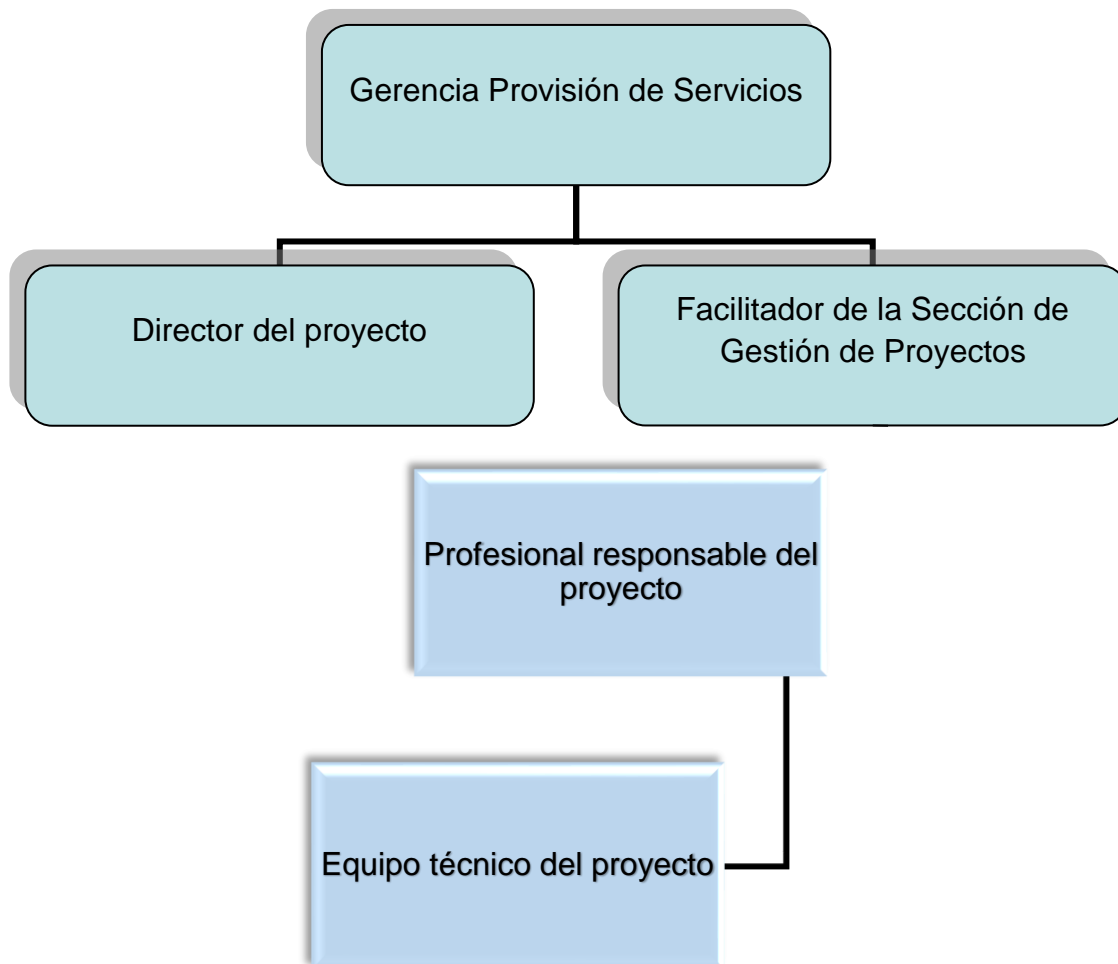 Gerencia Provisión de Servicios
Director del proyecto
Facilitador de la Sección de
Gestión de Proyectos
Profesional responsable del
proyecto
Equipo técnico del proyecto